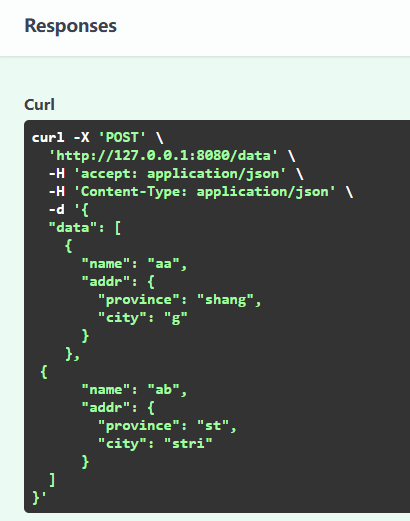 Responses
Curl
curl -X 'POST' \
  'http://127.0.0.1:8080/data' \
  -H 'accept: application/json' \
  -H 'Content-Type: application/json' \
  -d '{
  "data": [
    {
      "name": "aa",
      "addr": {
        "province": "shang",
        "city": "g"
      }
    },
 {
      "name": "ab",
      "addr": {
        "province": "st",
        "city": "stri"
      }
  ]
}'